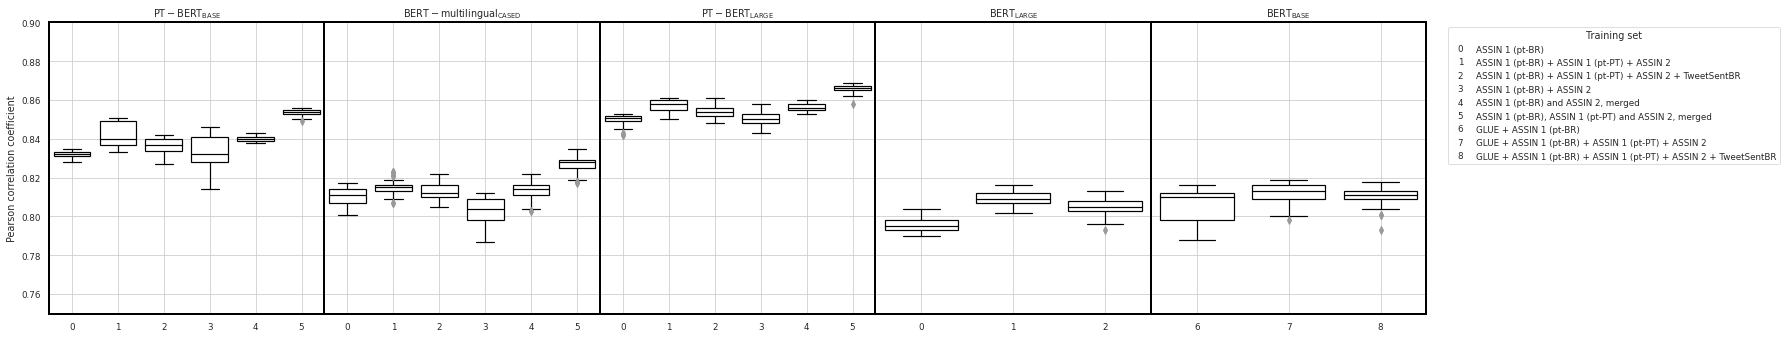 PT − BERT_BASE BERT − multilingual_CASED PT − BERT_LARGE BERT_LARGE BERT_BASE
Pearson correlation coefficient
0.90
0.88
0.86
0.84
0.82
0.80
0.78
0.76
0 1 2 3 4 5 0 1 2 3 4 5 0 1 2 3 4 5 0 1 2 6 7 8
Training set
0 ASSIN 1 (pt-BR)
1 ASSIN 1 (pt-BR) + ASSIN 1 (pt-PT) + ASSIN 2
2 ASSIN 1 (pt-BR) + ASSIN 1 (pt-PT) + ASSIN 2 + TweetSentBR
3 ASSIN 1 (pt-BR) + ASSIN 2
4 ASSIN 1 (pt-BR) and ASSIN 2, merged
5 ASSIN 1 (pt-BR), ASSIN 1 (pt-PT) and ASSIN 2, merged
6 GLUE + ASSIN 1 (pt-BR)
7 GLUE + ASSIN 1 (pt-BR) + ASSIN 1 (pt-PT) + ASSIN 2
8 GLUE + ASSIN 1 (pt-BR) + ASSIN 1 (pt-PT) + ASSIN 2 + TweetSentBR